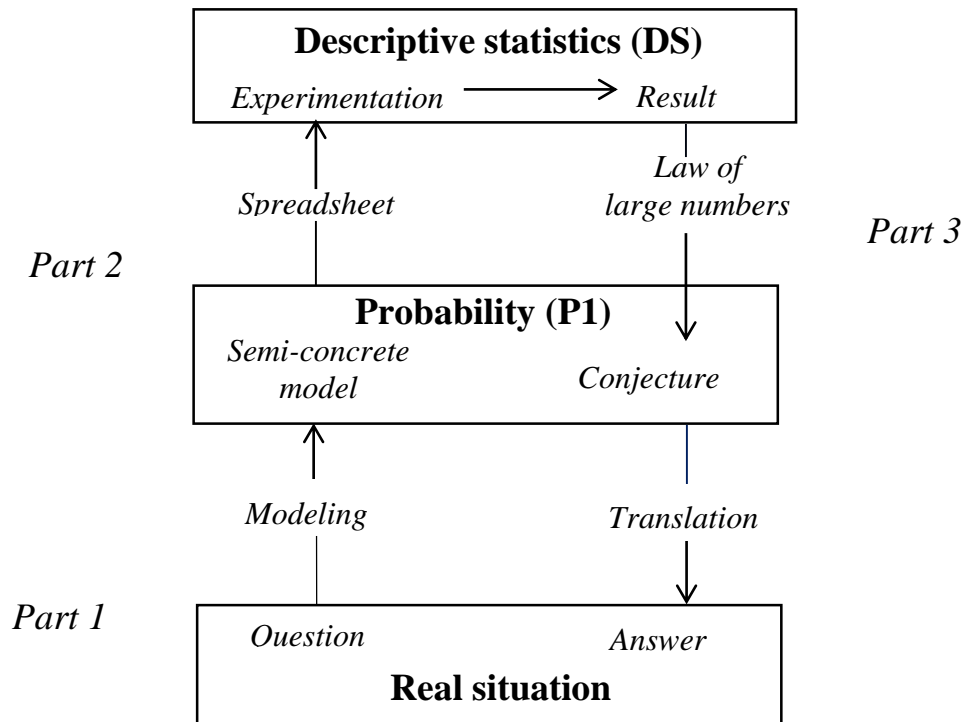 Descriptive statistics (DS)
Experimentation
Result
Spreadsheet
Law of
large numbers
Part 3
Part 2
Probability (P1)
Semi-concrete
model
Conjecture
Modeling
Translation
Part 1
Ouestion
Answer
Real situation